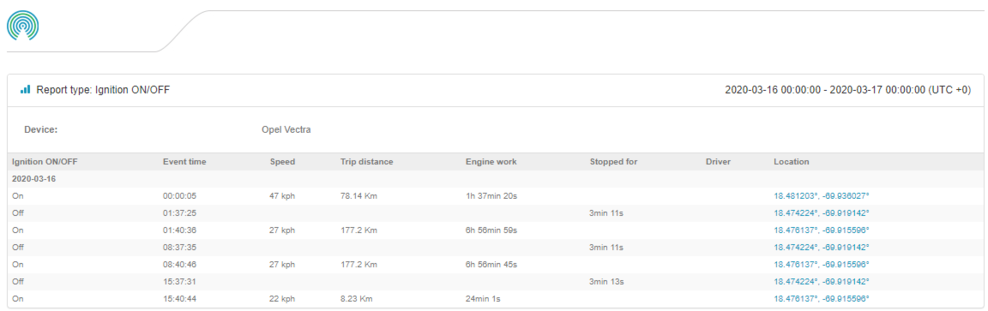 Report type: Ignition ON/OFF 2020-03-16 00:00:00 - 2020-03-17 00:00:00 (UTC +0)
Device: Opel Vectra
Ignition ON/OFF Event time Speed Trip distance Engine work Stopped for Driver Location
2020-03-16
On 00:00:05 47 kph 78.14 Km 1h 37min 20s 18.481203°, -69.936027°
Off 01:37:25 3min 11s 18.474224°, -69.919142°
On 01:40:36 27 kph 177.2 Km 6h 56min 59s 18.476137°, -69.915596°
Off 08:37:35 3min 11s 18.474224°, -69.919142°
On 08:40:46 27 kph 177.2 Km 6h 56min 45s 18.476137°, -69.915596°
Off 15:37:31 3min 13s 18.474224°, -69.919142°
On 15:40:44 22 kph 8.23 Km 24min 1s 18.476137°, -69.915596°